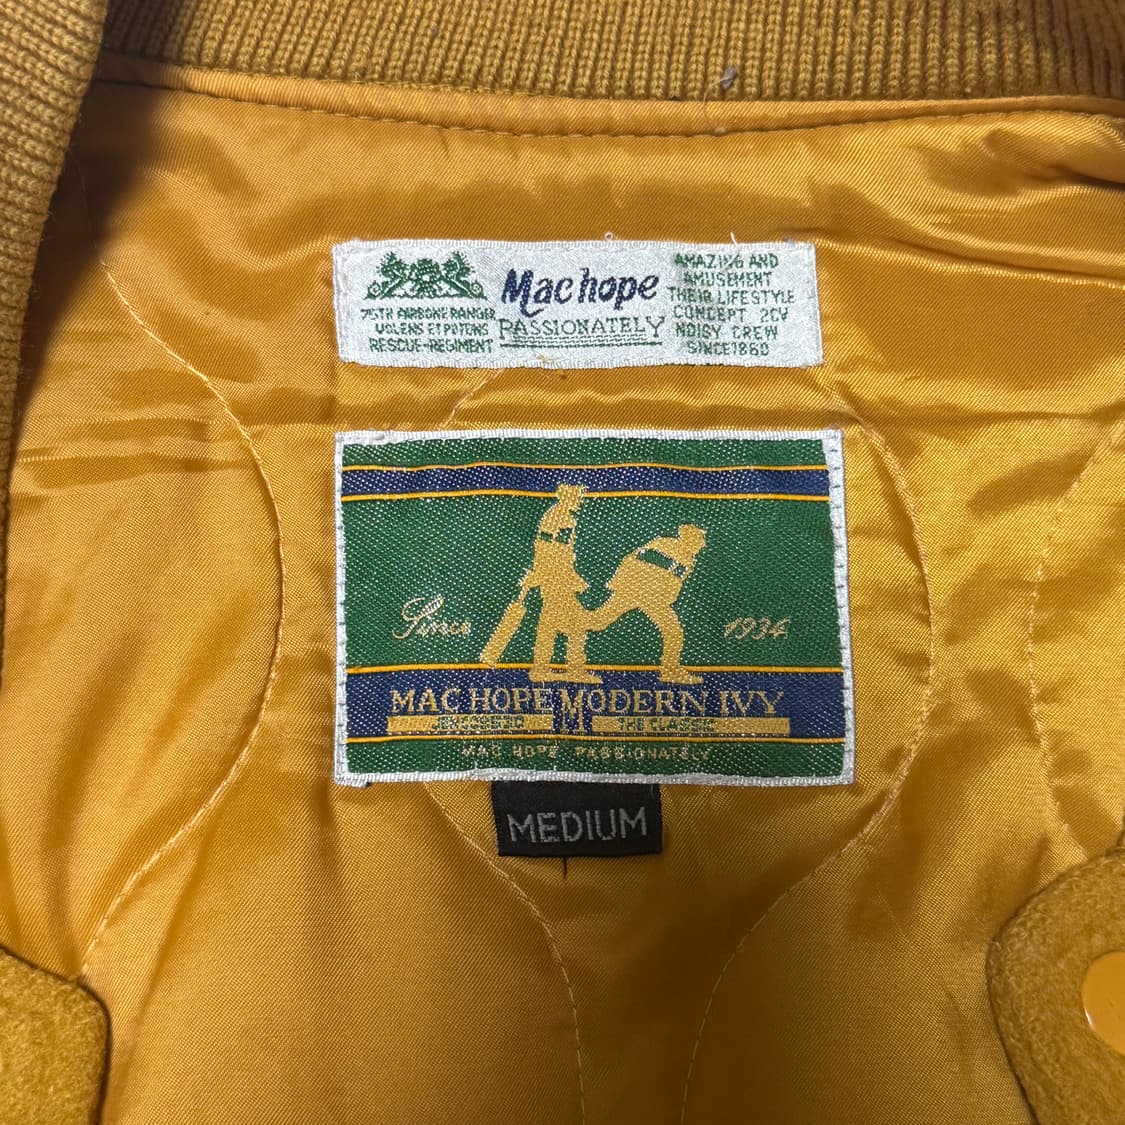 75TH AIRBONE RANGER
VOLENS ET POTENS
RESCUE-REGIMENT
Mac hope
PASSIONATELY
AMAZING AND
AMUSEMENT
THEIR LIFESTYLE
CONCEPT 2CV
NOISY CREW
SINCE1860
Since 1934
MAC HOPE MODERN IVY
THE CLASSIC
MAC HOPE PASSIONATELY
MEDIUM